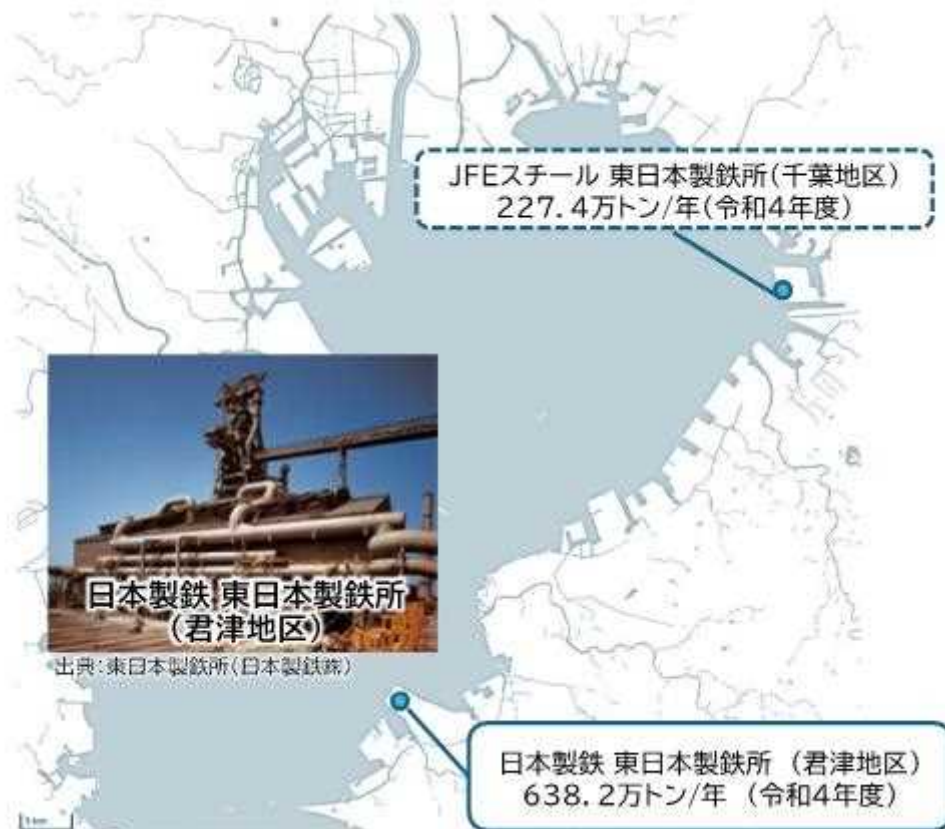 JFEスチール 東日本製鉄所(千葉地区)
227.4万トン/年(令和4年度)
日本製鉄 東日本製鉄所
(君津地区)
出典:東日本製鉄所(日本製鉄㈱)
日本製鉄 東日本製鉄所 (君津地区)
638.2万トン/年 (令和4年度)